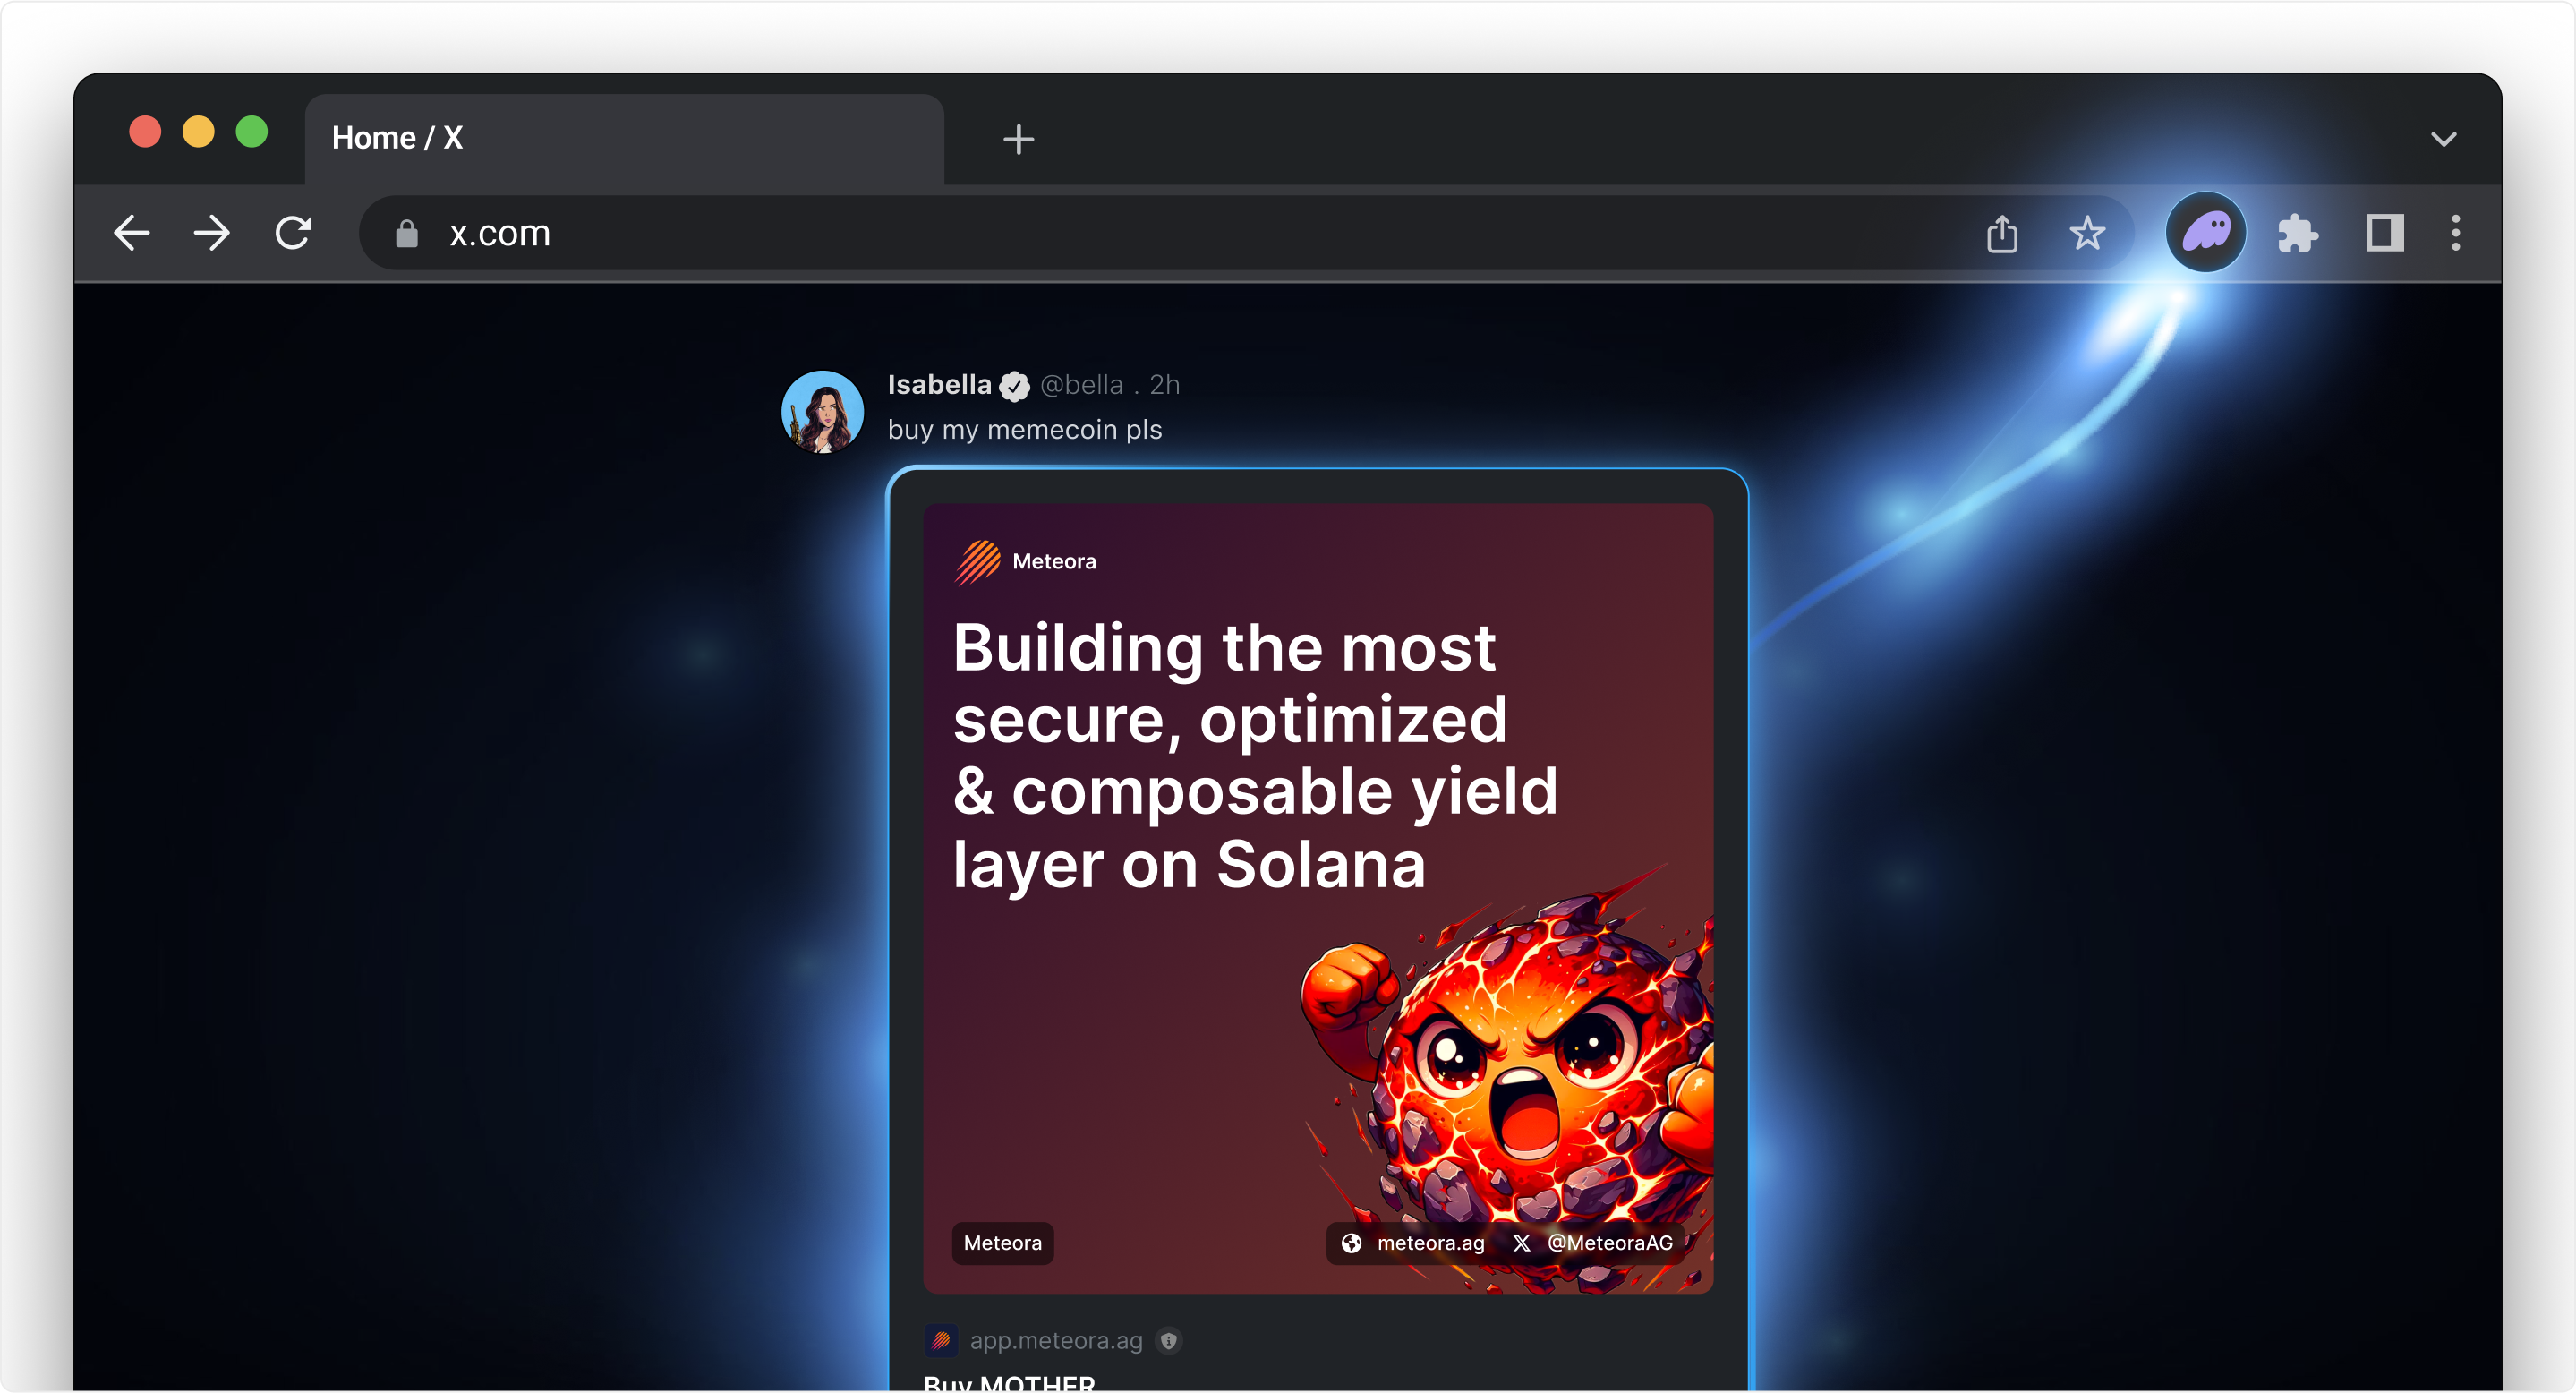 Home / X
x.com
Isabella @bella . 2h
buy my memecoin pls
Meteora
Building the most
secure, optimized
& composable yield
layer on Solana
Meteora
meteora.ag @MeteoraAG
app.meteora.ag
Buy MOTHER